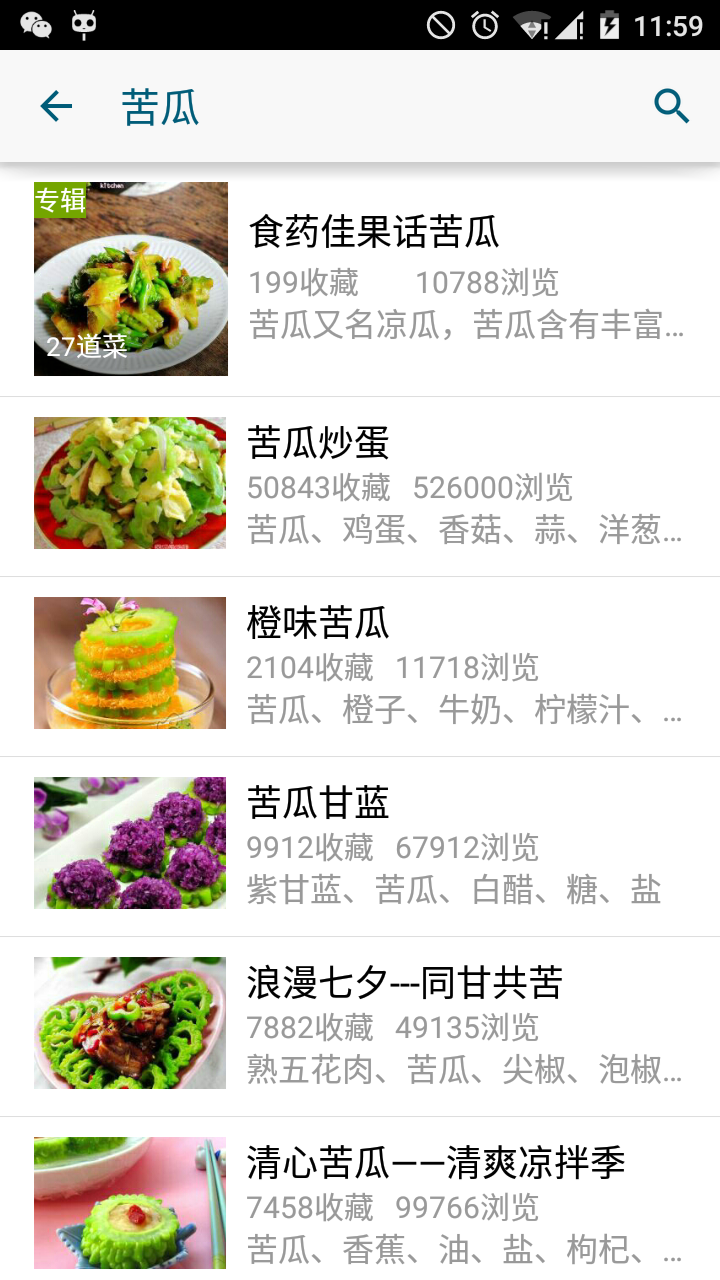 11:59
苦瓜
kitchen
专辑
27道菜
食药佳果话苦瓜
199收藏 10788浏览
苦瓜又名凉瓜，苦瓜含有丰富...
苦瓜炒蛋
50843收藏 526000浏览
苦瓜、鸡蛋、香菇、蒜、洋葱...
橙味苦瓜
2104收藏 11718浏览
苦瓜、橙子、牛奶、柠檬汁、...
苦瓜甘蓝
9912收藏 67912浏览
紫甘蓝、苦瓜、白醋、糖、盐
浪漫七夕---同甘共苦
7882收藏 49135浏览
熟五花肉、苦瓜、尖椒、泡椒...
清心苦瓜——清爽凉拌季
7458收藏 99766浏览
苦瓜、香蕉、油、盐、枸杞、...